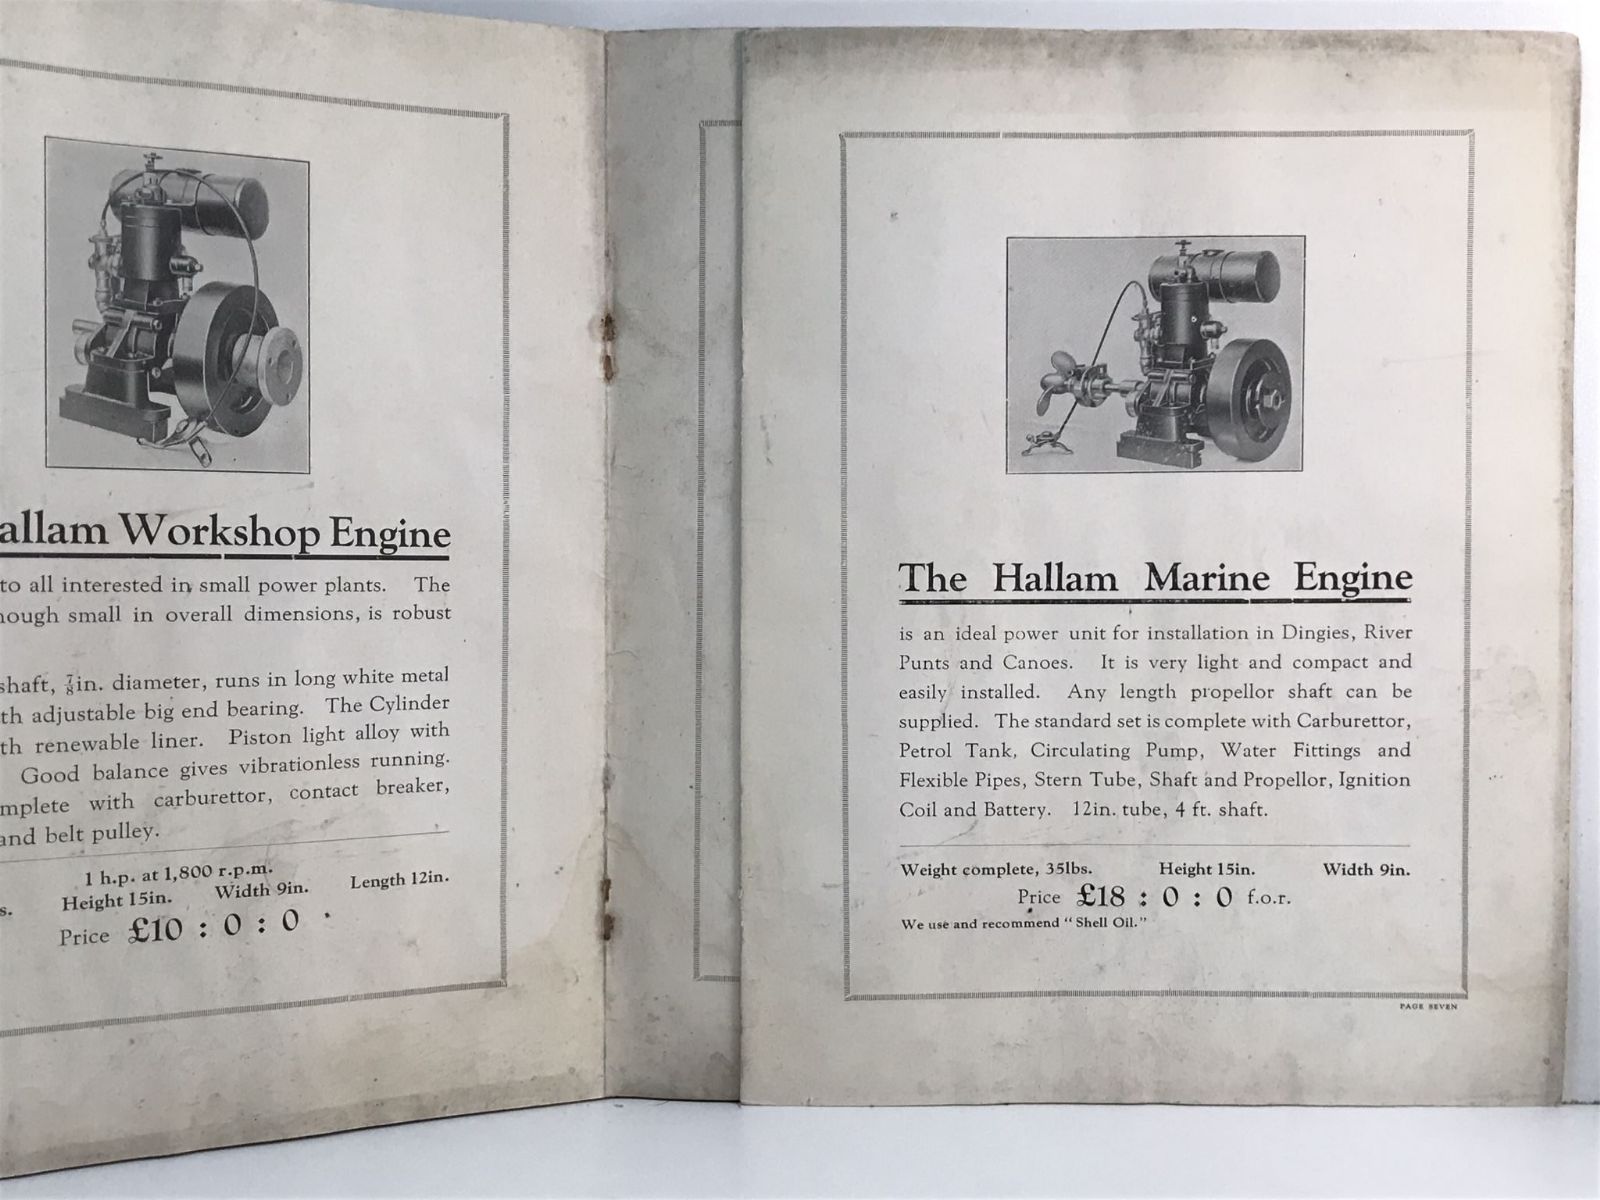 allam Workshop Engine
to all interested in small power plants. The
hough small in overall dimensions, is robust
shaft, ⅞in. diameter, runs in long white metal
th adjustable big end bearing. The Cylinder
th renewable liner. Piston light alloy with
Good balance gives vibrationless running.
mplete with carburettor, contact breaker,
and belt pulley.
1 h.p. at 1,800 r.p.m.
s. Height 15in. Width 9in. Length 12in.
Price £10 : 0 : 0
The Hallam Marine Engine
is an ideal power unit for installation in Dingies, River
Punts and Canoes. It is very light and compact and
easily installed. Any length propellor shaft can be
supplied. The standard set is complete with Carburettor,
Petrol Tank, Circulating Pump, Water Fittings and
Flexible Pipes, Stern Tube, Shaft and Propellor, Ignition
Coil and Battery. 12in. tube, 4 ft. shaft.
Weight complete, 35lbs. Height 15in. Width 9in.
Price £18 : 0 : 0 f.o.r.
We use and recommend "Shell Oil."
PAGE SEVEN